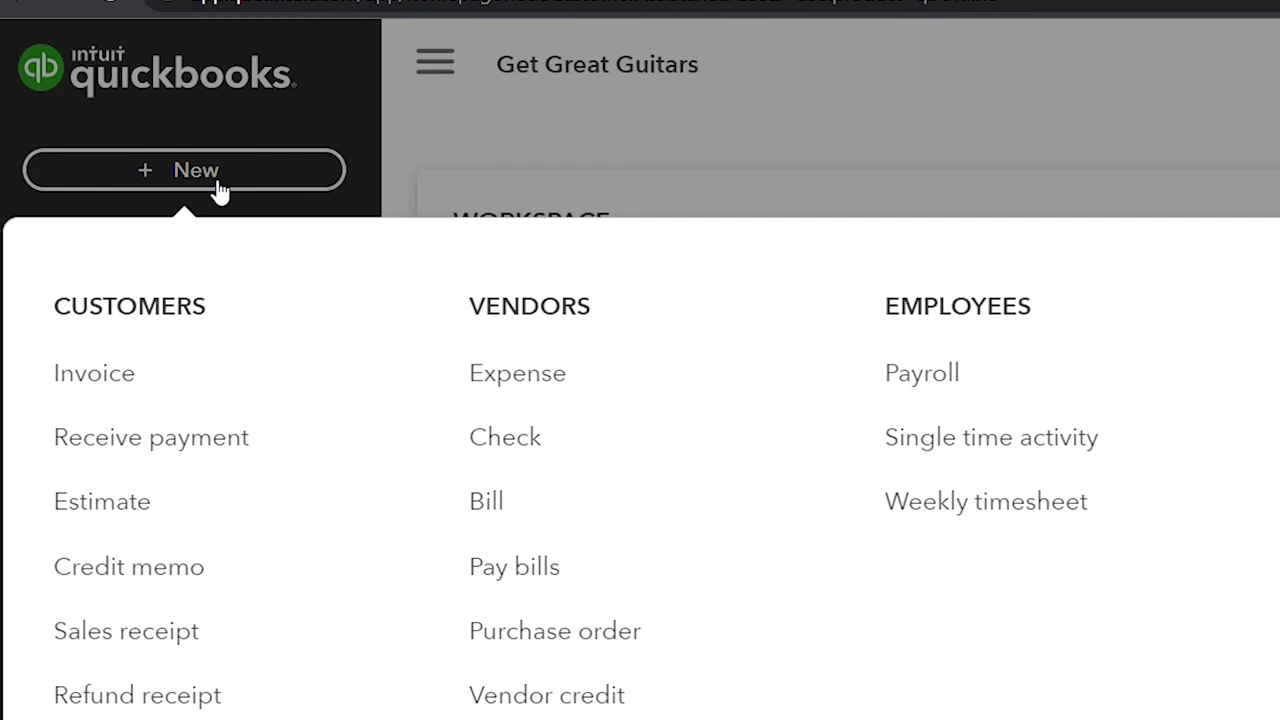 intuit
quickbooks.
Get Great Guitars
+ New
WORKSPACE
CUSTOMERS
Invoice
Receive payment
Estimate
Credit memo
Sales receipt
Refund receipt
VENDORS
Expense
Check
Bill
Pay bills
Purchase order
Vendor credit
EMPLOYEES
Payroll
Single time activity
Weekly timesheet